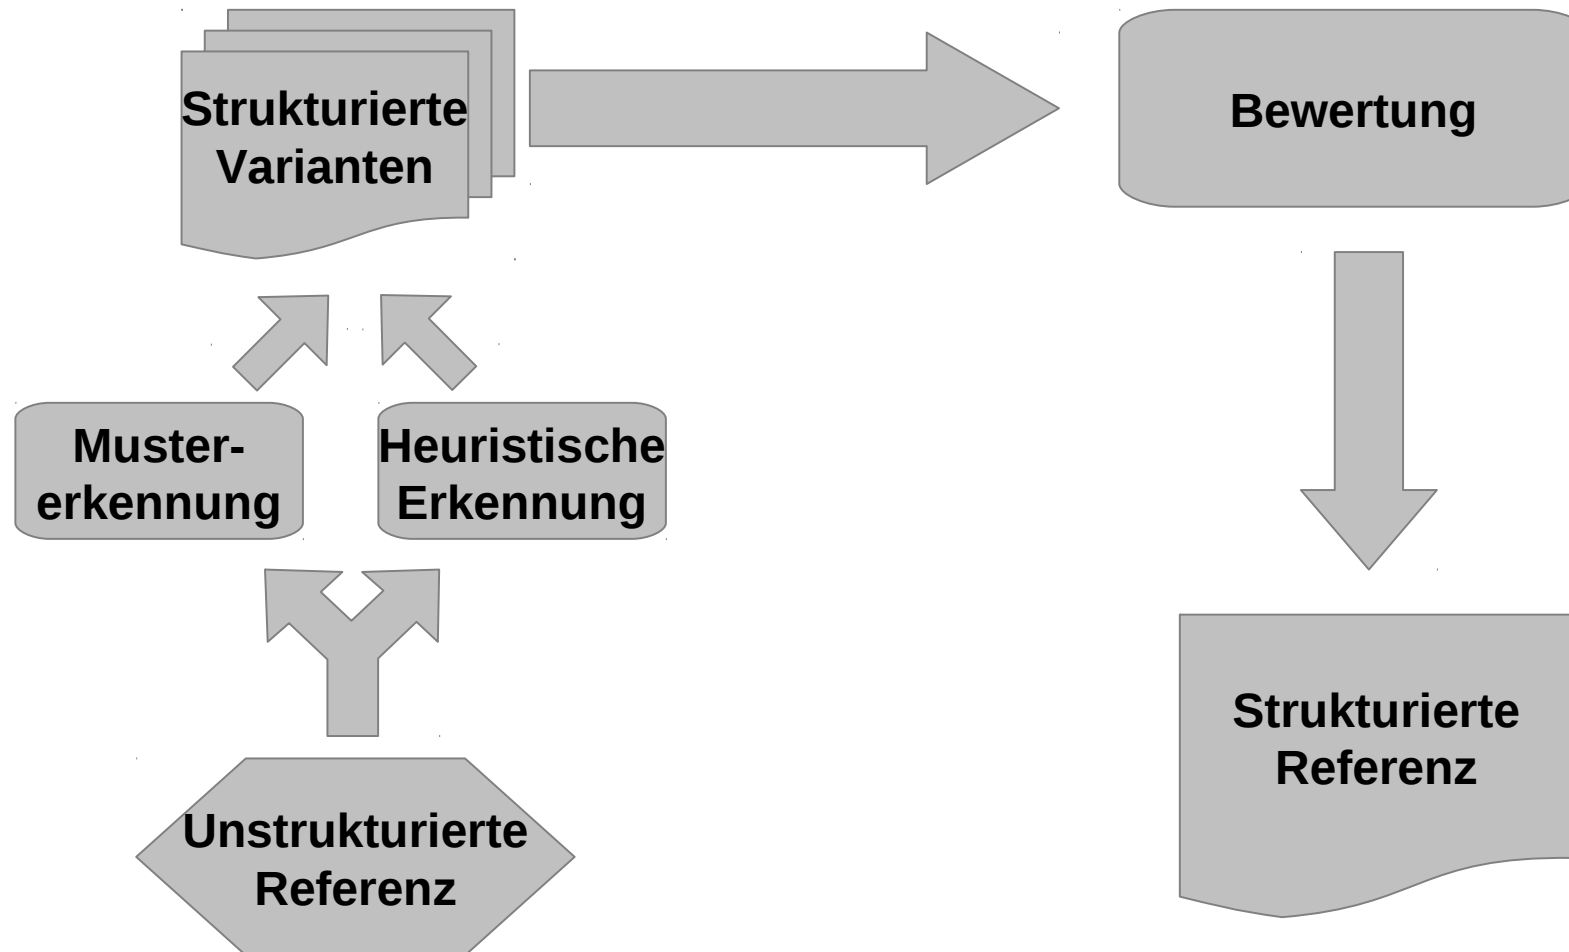 Strukturierte
Varianten
Bewertung
Muster-
erkennung
Heuristische
Erkennung
Strukturierte
Referenz
Unstrukturierte
Referenz